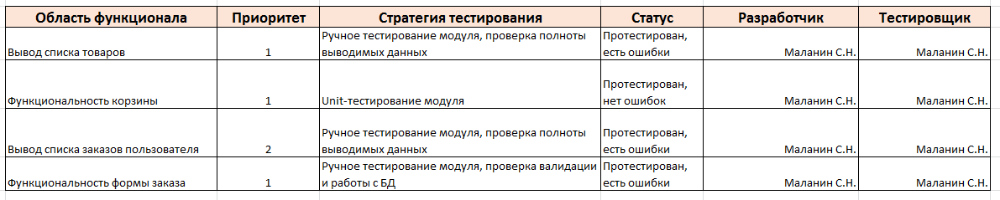 Область функционала Приоритет Стратегия тестирования Статус Разработчик Тестировщик
Ручное тестирование модуля, проверка полноты Протестирован,
Вывод списка товаров 1 выводимых данных есть ошибки Маланин С.Н. Маланин С.Н.
Протестирован,
Функциональность корзины 1 Unit-тестирование модуля нет ошибок Маланин С.Н. Маланин С.Н.
Ручное тестирование модуля, проверка полноты Протестирован,
Вывод списка заказов пользователя 2 выводимых данных есть ошибки Маланин С.Н. Маланин С.Н.
Ручное тестирование модуля, проверка валидации Протестирован,
Функциональность формы заказа 1 и работы с БД есть ошибки Маланин С.Н. Маланин С.Н.